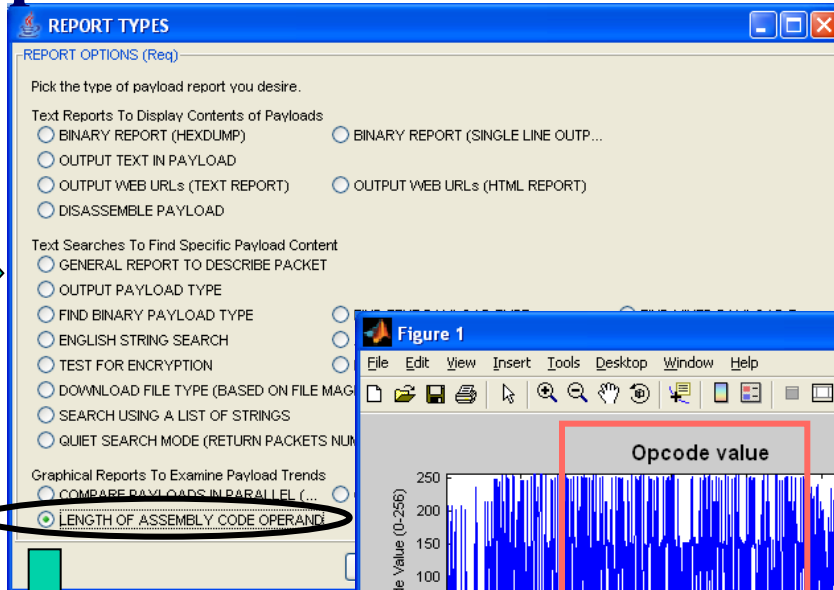 REPORT TYPES
REPORT OPTIONS (Req)
Pick the type of payload report you desire.
Text Reports To Display Contents of Payloads
BINARY REPORT (HEXDUMP) BINARY REPORT (SINGLE LINE OUTP...
OUTPUT TEXT IN PAYLOAD
OUTPUT WEB URLs (TEXT REPORT) OUTPUT WEB URLs (HTML REPORT)
DISASSEMBLE PAYLOAD
Text Searches To Find Specific Payload Content
GENERAL REPORT TO DESCRIBE PACKET
OUTPUT PAYLOAD TYPE
FIND BINARY PAYLOAD TYPE
ENGLISH STRING SEARCH
TEST FOR ENCRYPTION
DOWNLOAD FILE TYPE (BASED ON FILE MAG
SEARCH USING A LIST OF STRINGS
QUIET SEARCH MODE (RETURN PACKETS NUM
Graphical Reports To Examine Payload Trends
COMPARE PAYLOADS IN PARALLEL (...
LENGTH OF ASSEMBLY CODE OPERAND
Figure 1
File Edit View Insert Tools Desktop Window Help
Opcode value
250
200
150
100
Value (0-256)